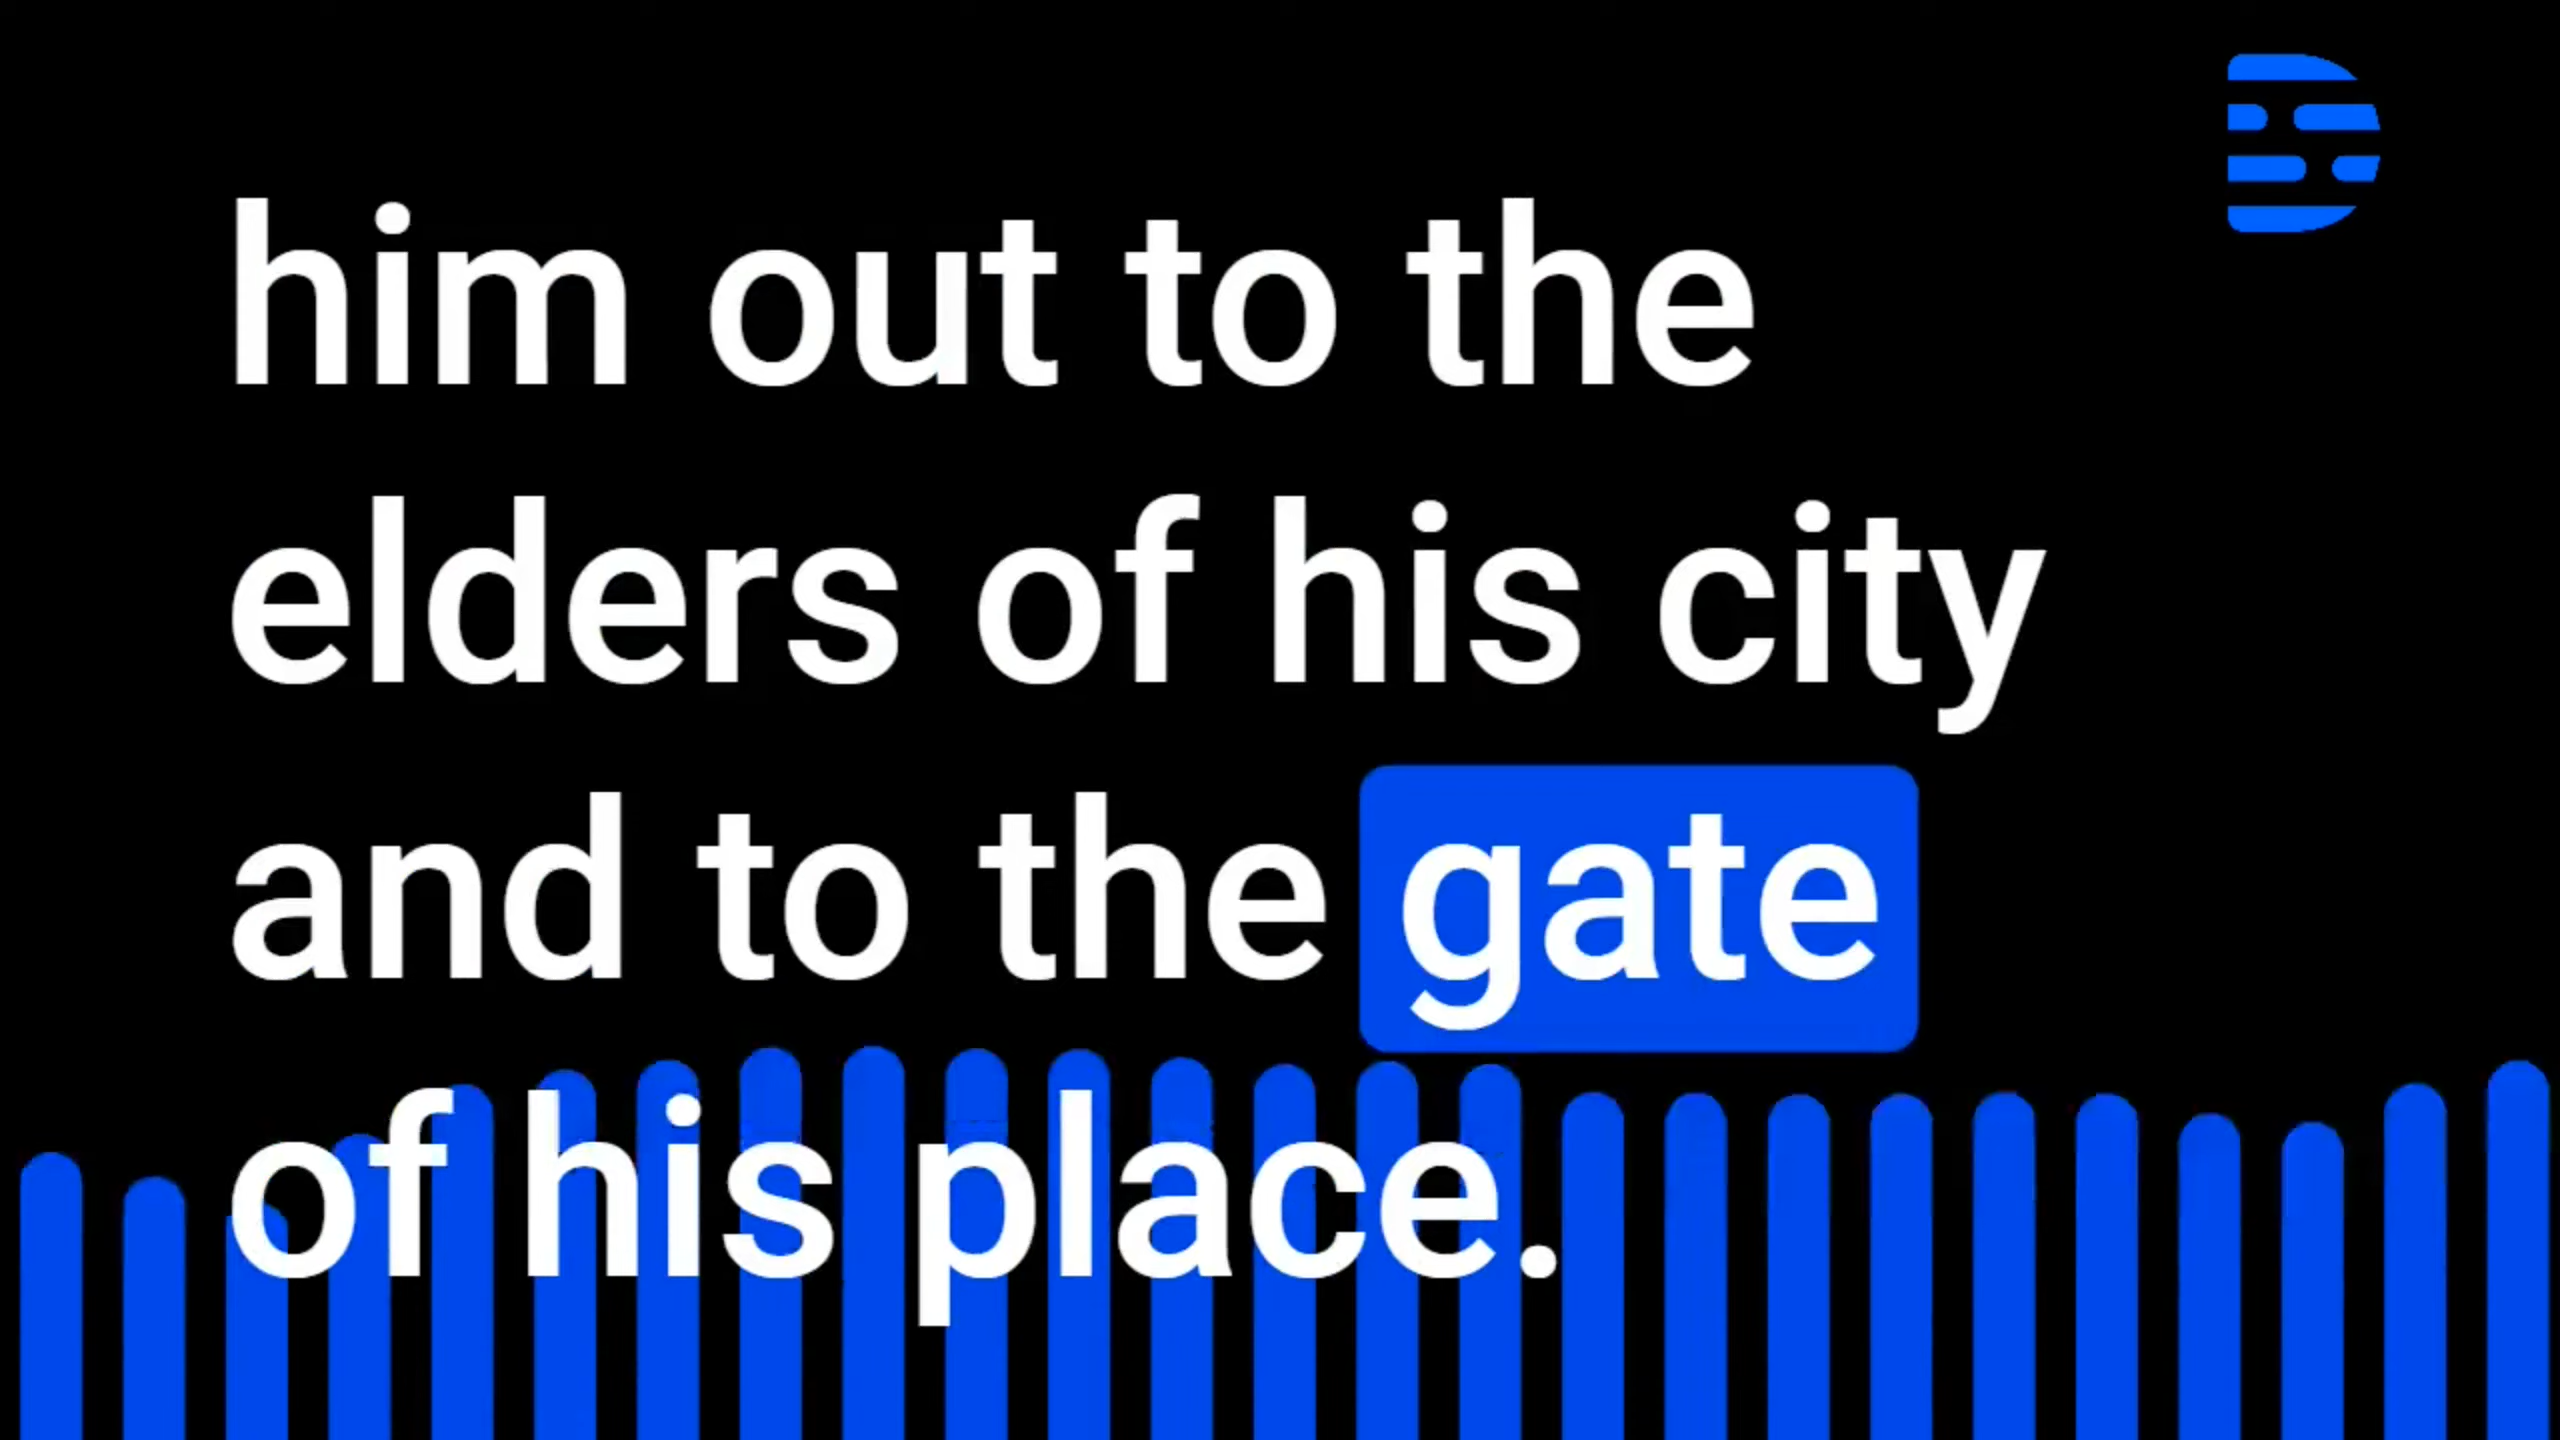 him out to the
elders of his city
and to the gate
of his place.